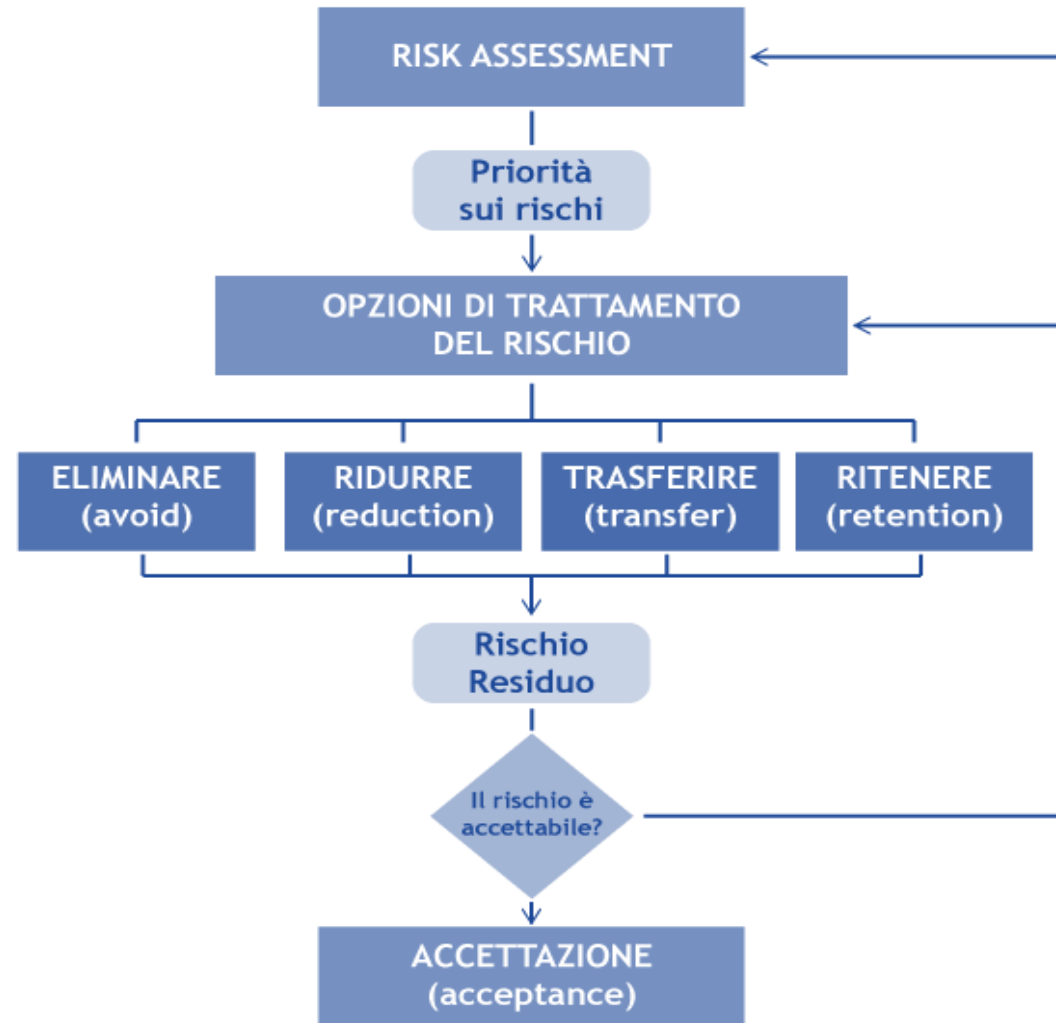 RISK ASSESSMENT
Priorità
sui rischi
OPZIONI DI TRATTAMENTO
DEL RISCHIO
ELIMINARE
(avoid)
RIDURRE
(reduction)
TRASFERIRE
(transfer)
RITENERE
(retention)
Rischio
Residuo
Il rischio è
accettabile?
ACCETTAZIONE
(acceptance)